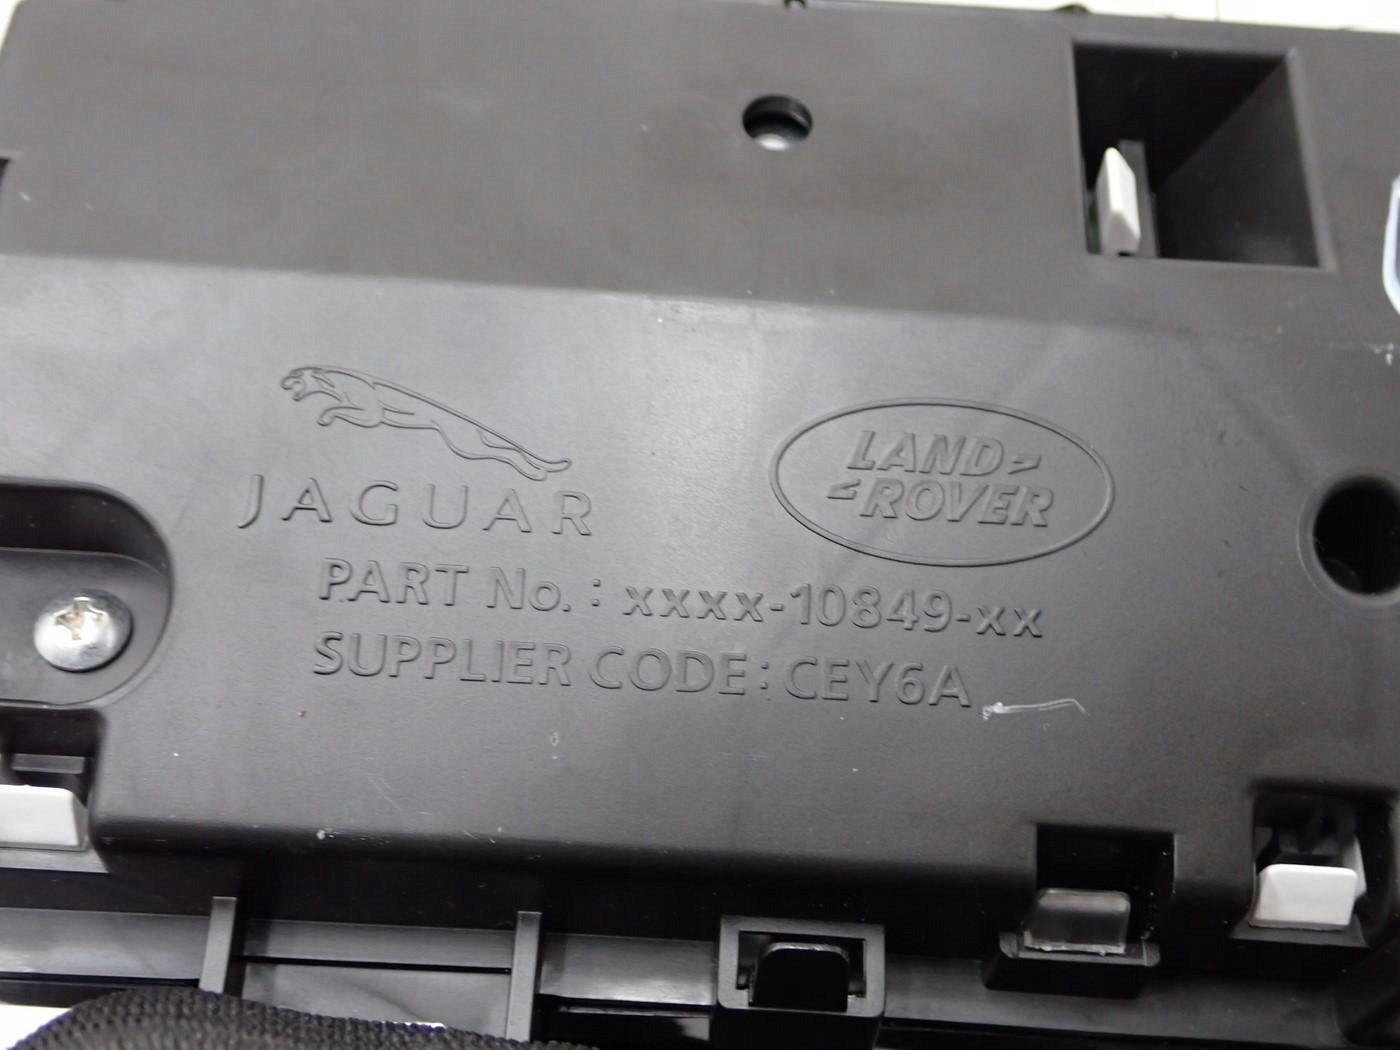 JAGUAR
LAND
ROVER
PART No. : xxxx-10849-xx
SUPPLIER CODE : CEY6A